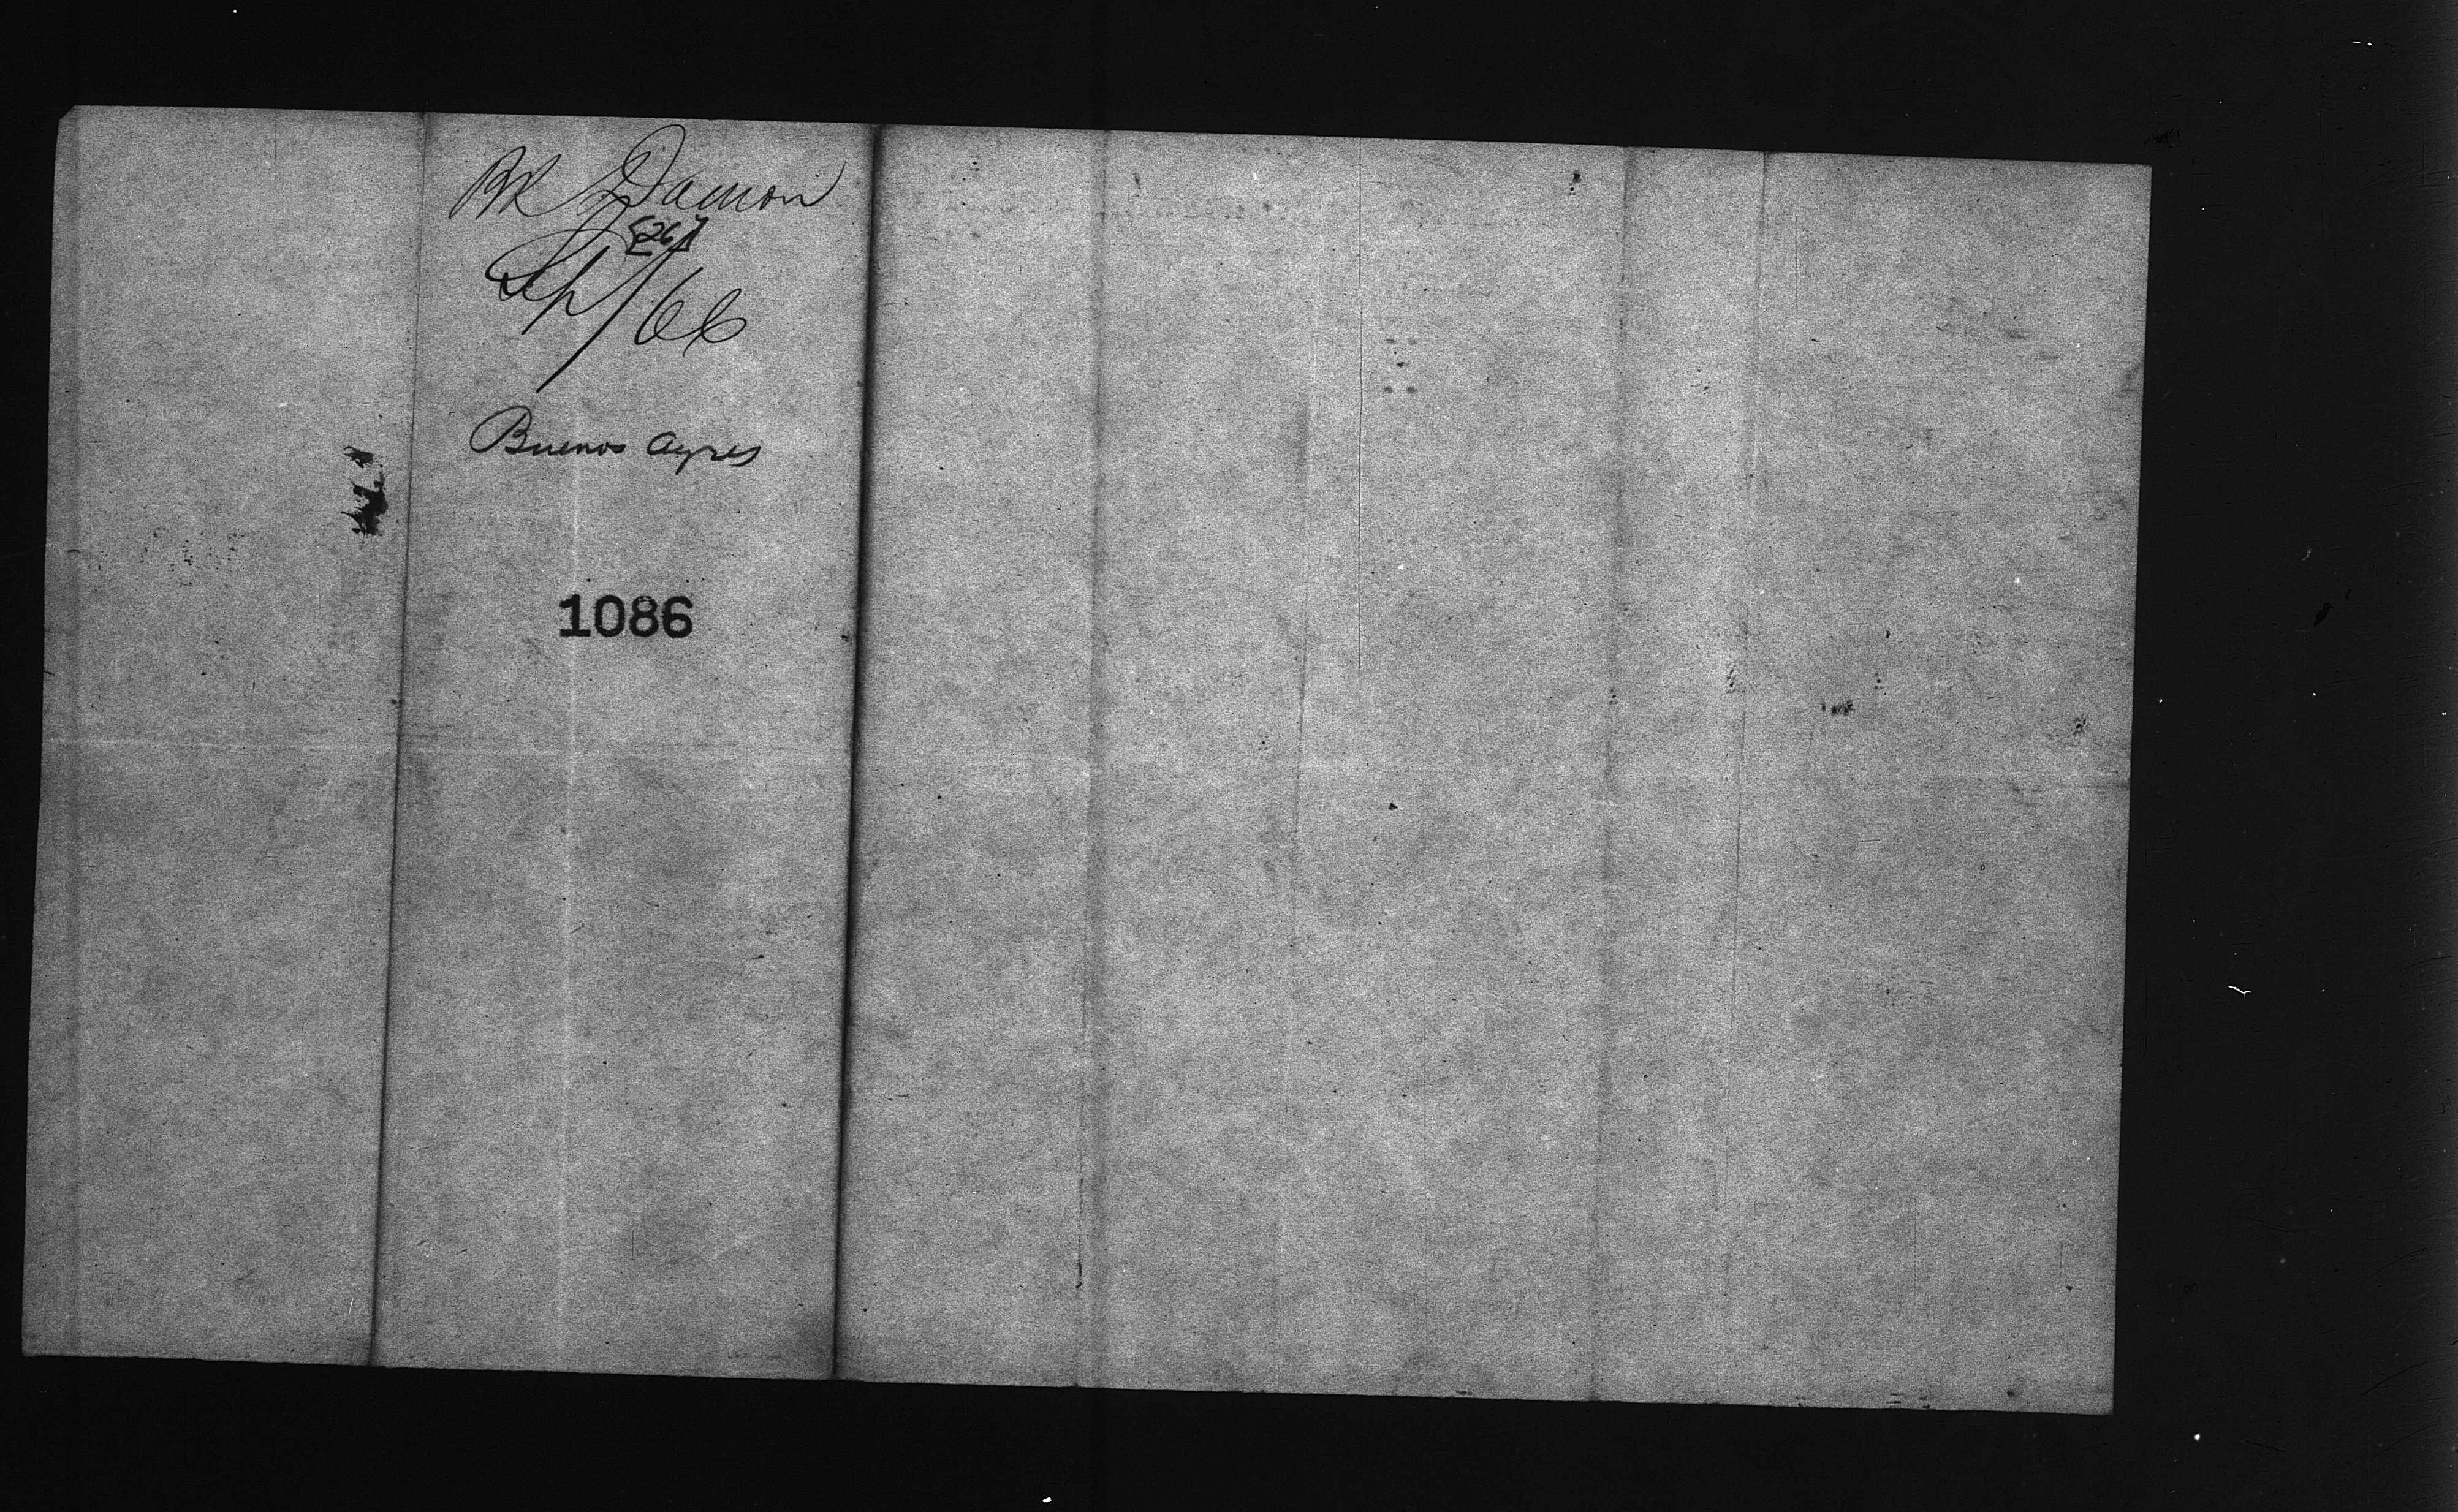 Bk Damon
[26]
Sep/66
Buenos Ayres
1086